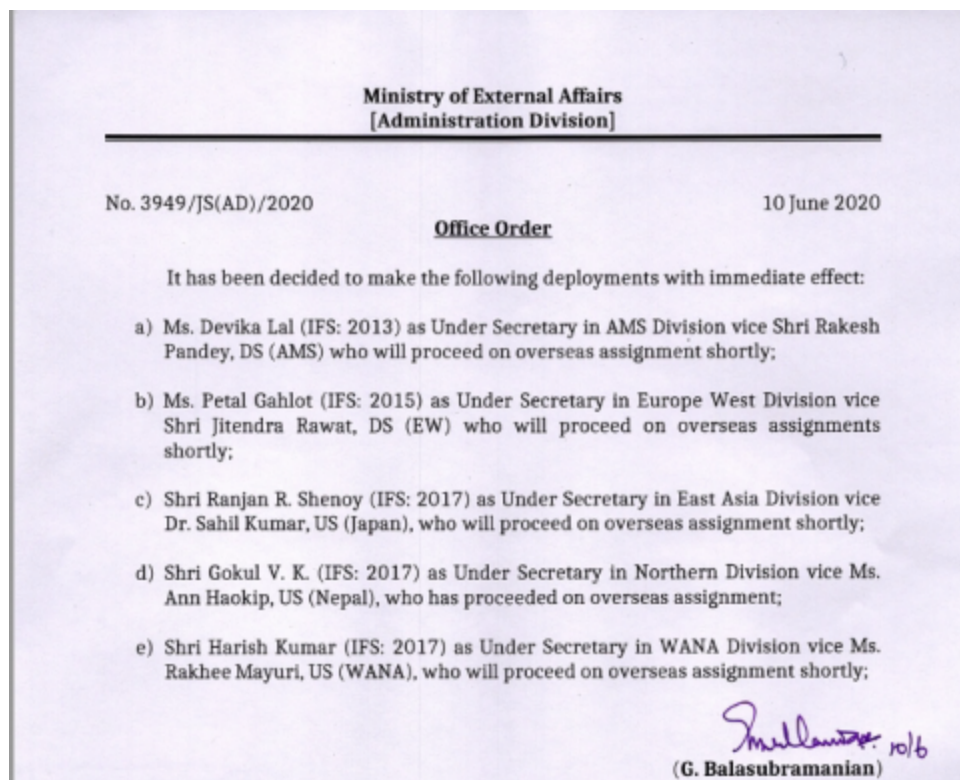 Ministry of External Affairs
[Administration Division]
No. 3949/JS(AD)/2020 10 June 2020
Office Order
It has been decided to make the following deployments with immediate effect:
a) Ms. Devika Lal (IFS: 2013) as Under Secretary in AMS Division vice Shri Rakesh
Pandey, DS (AMS) who will proceed on overseas assignment shortly;
b) Ms. Petal Gahlot (IFS: 2015) as Under Secretary in Europe West Division vice
Shri Jitendra Rawat, DS (EW) who will proceed on overseas assignments
shortly;
c) Shri Ranjan R. Shenoy (IFS: 2017) as Under Secretary in East Asia Division vice
Dr. Sahil Kumar, US (Japan), who will proceed on overseas assignment shortly;
d) Shri Gokul V. K. (IFS: 2017) as Under Secretary in Northern Division vice Ms.
Ann Haokip, US (Nepal), who has proceeded on overseas assignment;
e) Shri Harish Kumar (IFS: 2017) as Under Secretary in WANA Division vice Ms.
Rakhee Mayuri, US (WANA), who will proceed on overseas assignment shortly;
10/6
(G. Balasubramanian)